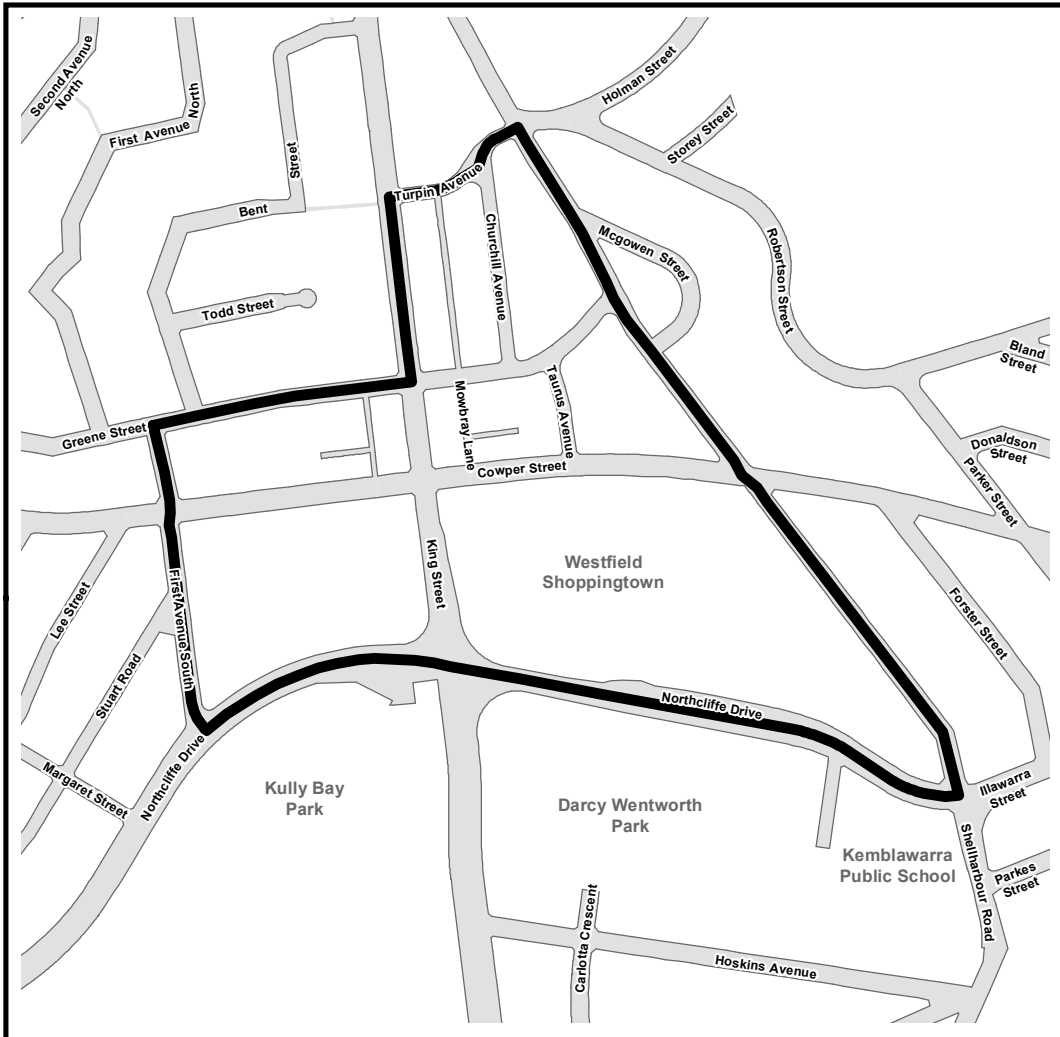 Second Avenue
North
First Avenue North
Holman Street
Storey Street
Street
Turpin Avenue
Bent
Churchill Avenue
Mcgowen Street
Robertson Street
Todd Street
Bland
Street
Taurus Avenue
Mowbray Lane
Greene Street
Donaldson
Street
Cowper Street
Parker Street
King Street
Westfield
Shoppingtown
Lee Street
First Avenue South
Forster Street
Stuart Road
Northcliffe Drive
Northcliffe Drive
Margaret Street
Kully Bay
Park
Darcy Wentworth
Park
Illawarra
Street
Kemblawarra
Public School
Shellharbour Road
Parkes
Street
Carlotta Crescent
Hoskins Avenue